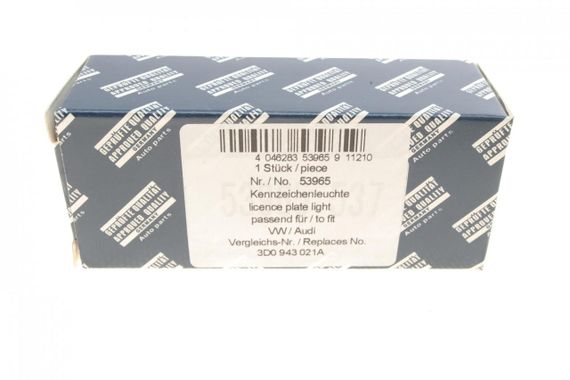 4 046283 53965 9 11210
1 Stück / piece
Nr. / No. 53965
Kennzeichenleuchte
licence plate light
passend für / to fit
VW / Audi
Vergleichs-Nr. / Replaces No.
3D0 943 021A
GEPRÜFTE QUALITÄT
APPROVED QUALITY
GERMANY
Auto parts